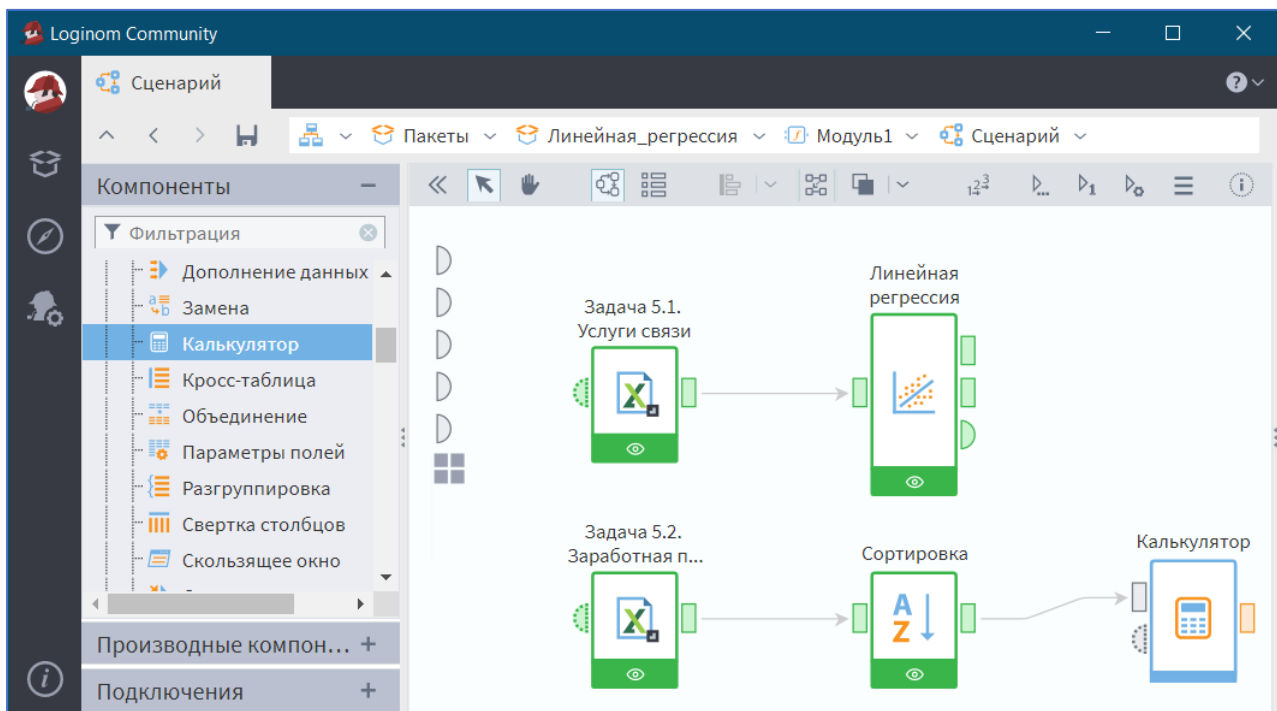 Loginom Community
Сценарий
Пакеты
Линейная_регрессия
Модуль1
Сценарий
Компоненты
Фильтрация
Дополнение данных
Замена
Калькулятор
Кросс-таблица
Объединение
Параметры полей
Разгруппировка
Свертка столбцов
Скользящее окно
Производные компон...
Подключения
Задача 5.1.
Услуги связи
Линейная
регрессия
Задача 5.2.
Заработная п...
Сортировка
Калькулятор